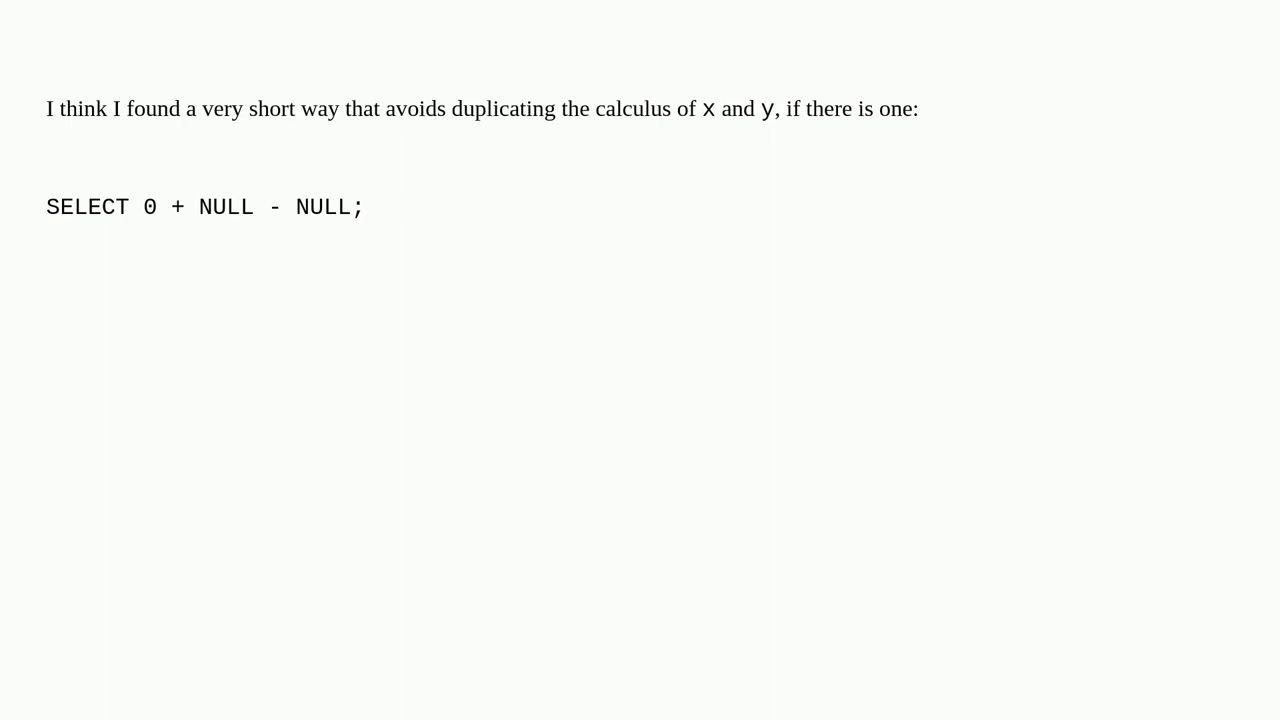 I think I found a very short way that avoids duplicating the calculus of x and y, if there is one:
SELECT 0 + NULL - NULL;